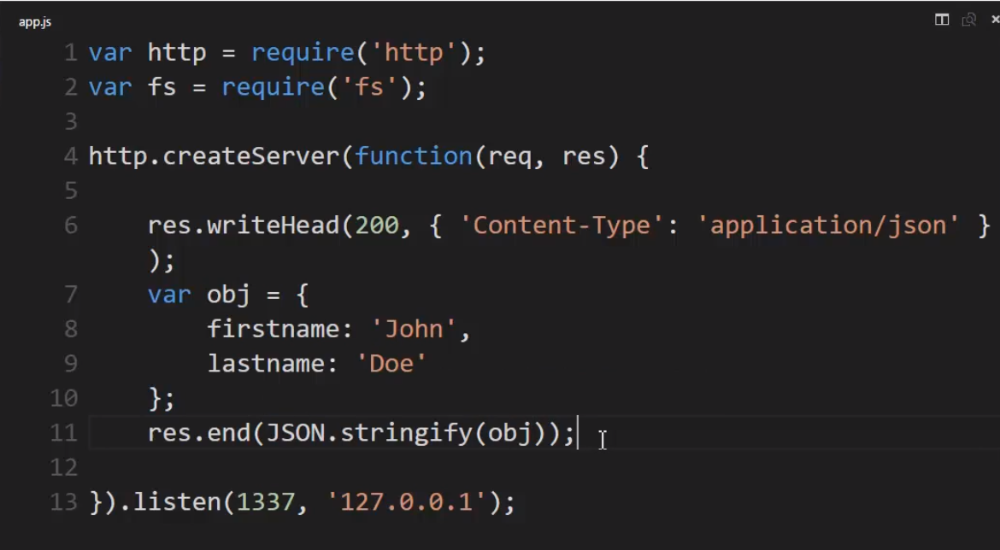 app.js
1 var http = require('http');
2 var fs = require('fs');
3
4 http.createServer(function(req, res) {
5
6     res.writeHead(200, { 'Content-Type': 'application/json' }
    );
7     var obj = {
8         firstname: 'John',
9         lastname: 'Doe'
10     };
11     res.end(JSON.stringify(obj));
12
13 }).listen(1337, '127.0.0.1');